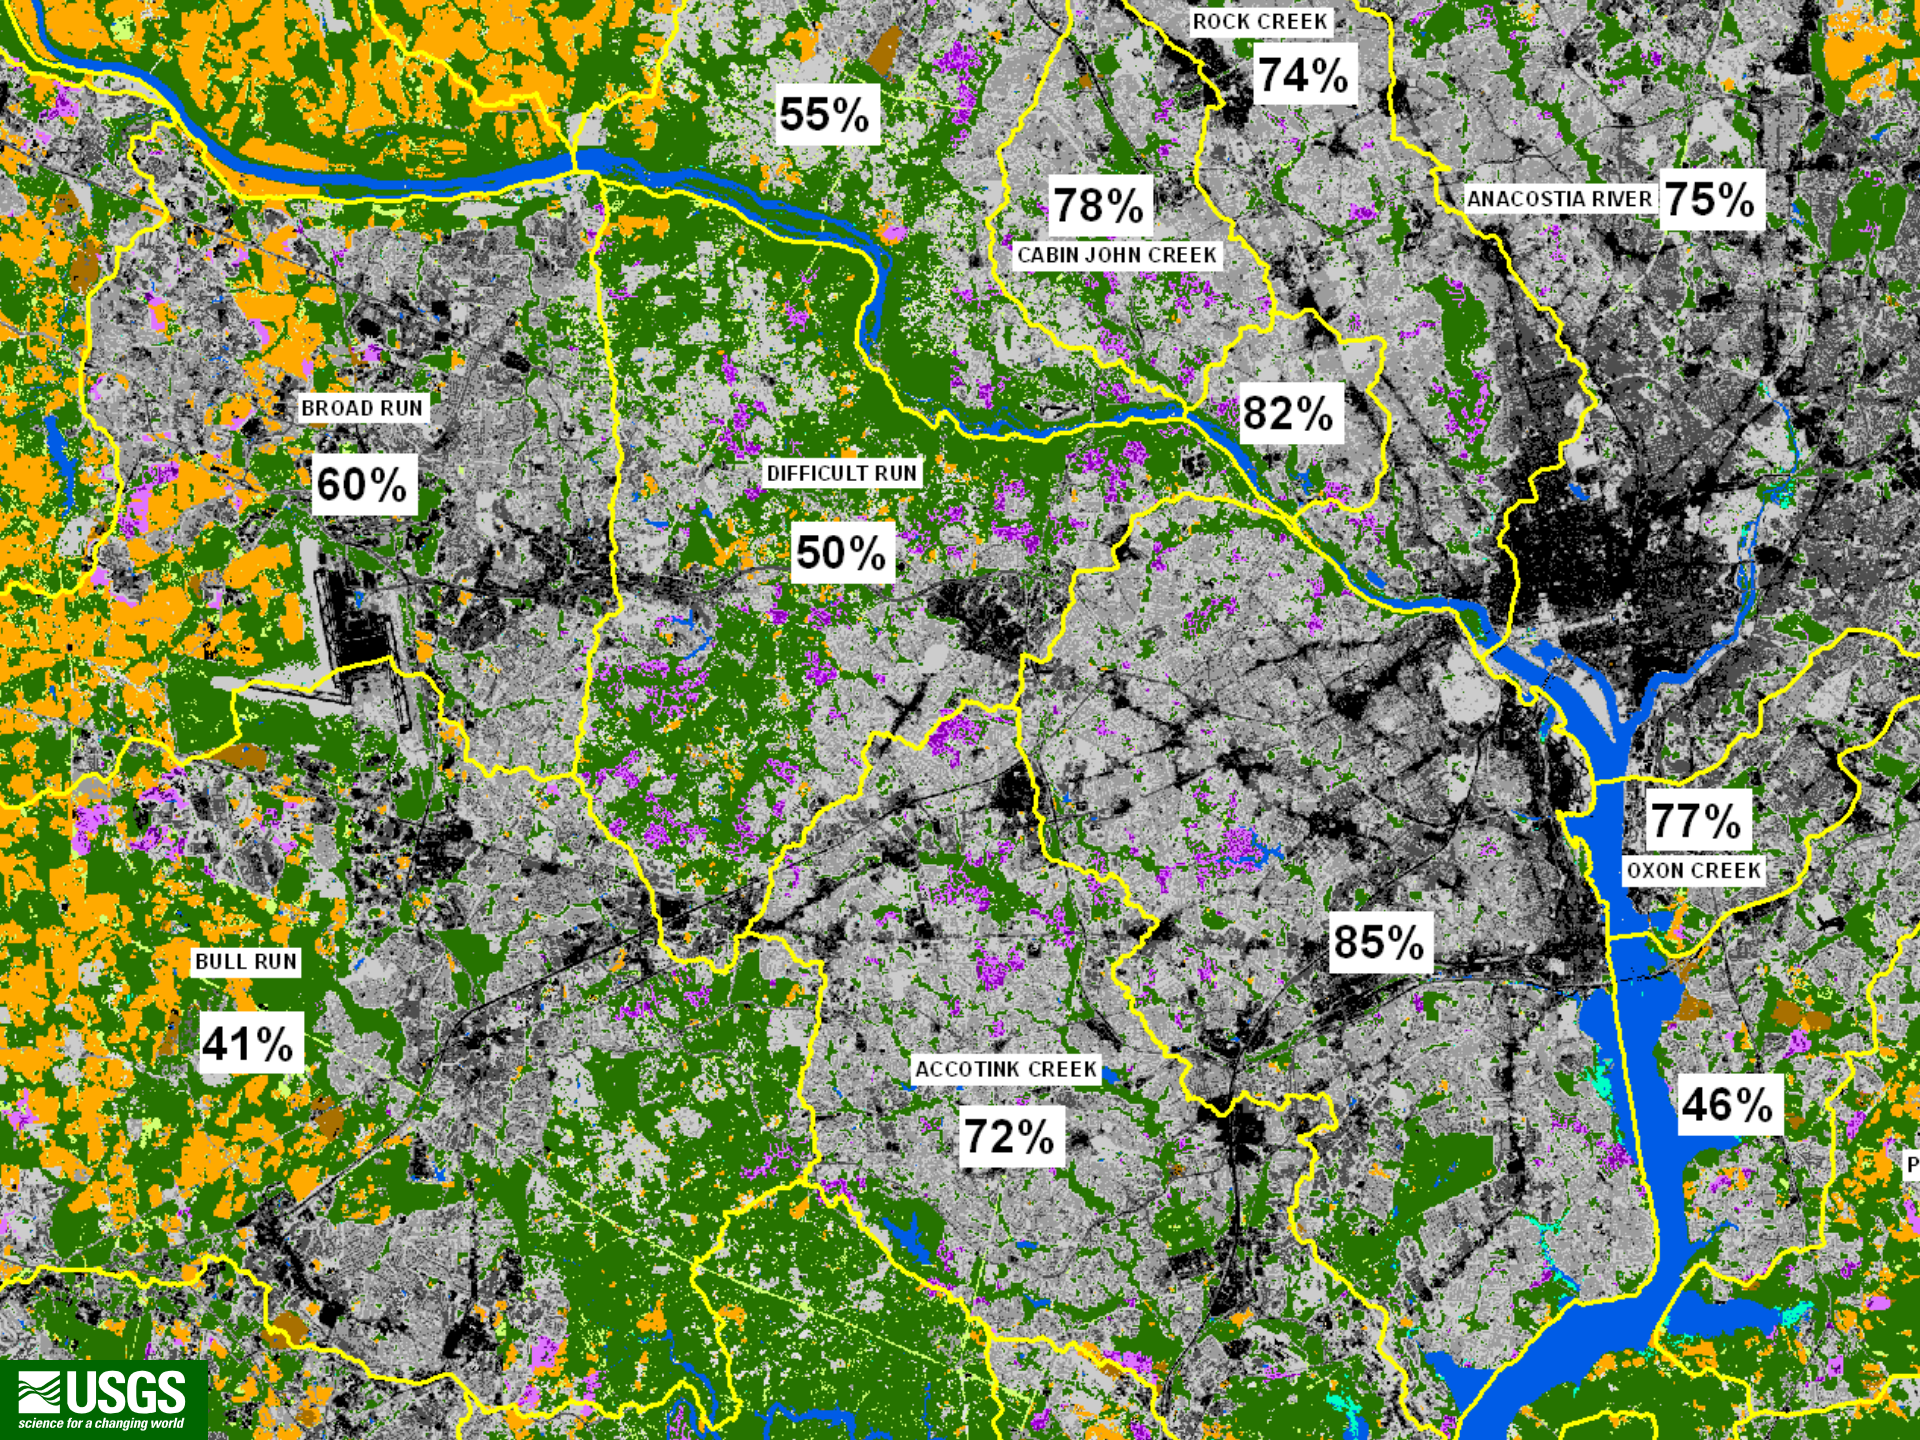 ROCK CREEK
74%
55%
78%
CABIN JOHN CREEK
ANACOSTIA RIVER 75%
BROAD RUN
60%
82%
DIFFICULT RUN
50%
77%
OXON CREEK
85%
BULL RUN
41%
ACCOTINK CREEK
72%
46%
P
USGS
science for a changing world